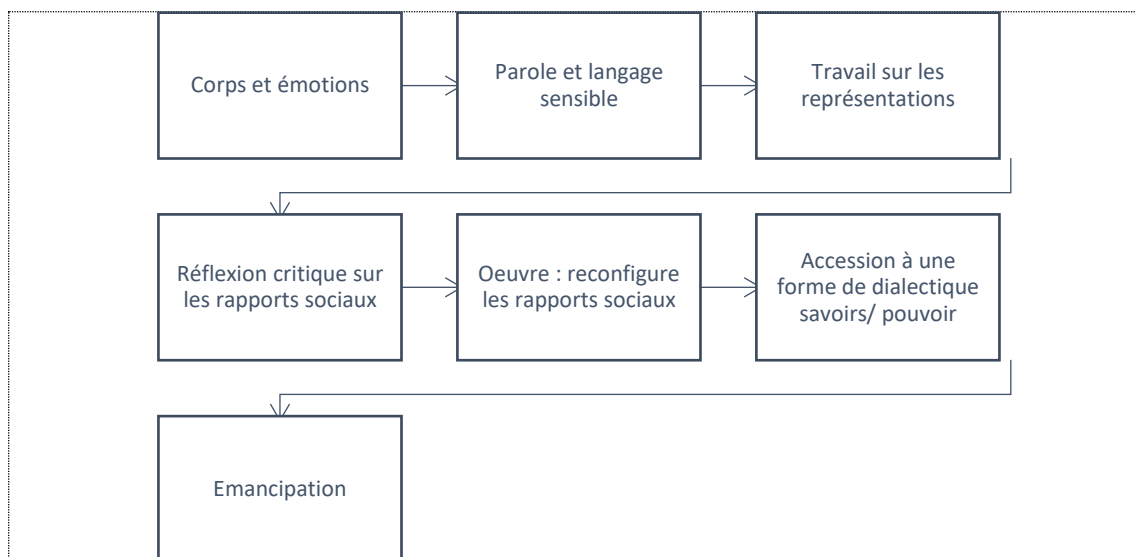 Corps et émotions
Parole et langage
sensible
Travail sur les
représentations
Réflexion critique sur
les rapports sociaux
Oeuvre : reconfigure
les rapports sociaux
Accession à une
forme de dialectique
savoirs/ pouvoir
Emancipation